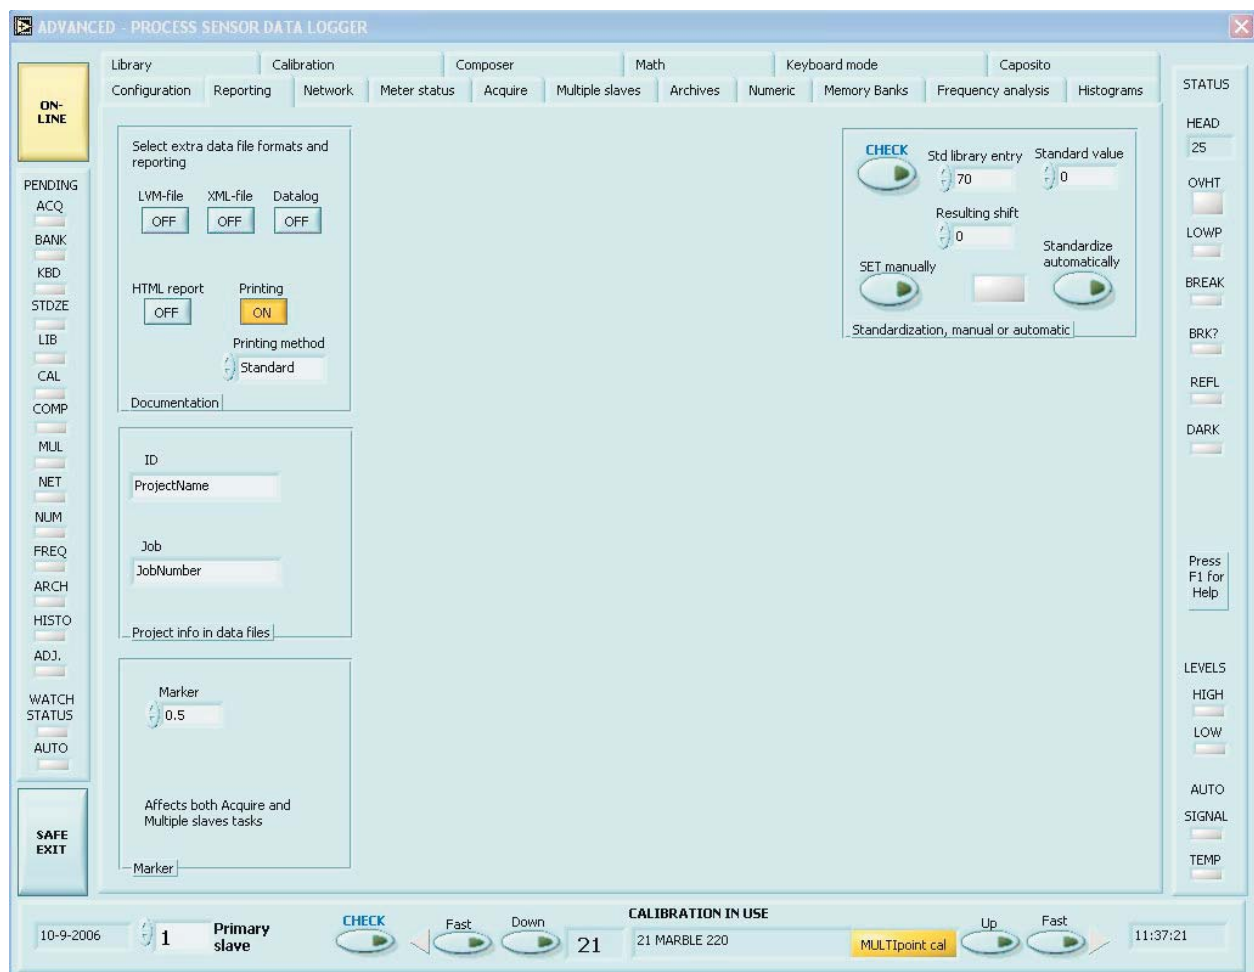 ADVANCED - PROCESS SENSOR DATA LOGGER
Library Calibration Composer Math Keyboard mode Caposito
Configuration Reporting Network Meter status Acquire Multiple slaves Archives Numeric Memory Banks Frequency analysis Histograms
ON-
LINE
PENDING
ACQ
BANK
KBD
STDZE
LIB
CAL
COMP
MUL
NET
NUM
FREQ
ARCH
HISTO
ADJ.
WATCH
STATUS
AUTO
SAFE
EXIT
Select extra data file formats and
reporting
LVM-file XML-file Datalog
OFF OFF OFF
HTML report Printing
OFF ON
Printing method
Standard
Documentation
ID
ProjectName
Job
JobNumber
Project info in data files
Marker
0.5
Affects both Acquire and
Multiple slaves tasks
Marker
CHECK Std library entry Standard value
70 0
Resulting shift
0
SET manually
Standardize
automatically
Standardization, manual or automatic
STATUS
HEAD
25
OVHT
LOWP
BREAK
BRK?
REFL
DARK
Press
F1 for
Help
LEVELS
HIGH
LOW
AUTO
SIGNAL
TEMP
10-9-2006 1 Primary
slave
CHECK Fast Down
21
CALIBRATION IN USE
21 MARBLE 220
MULTIpoint cal
Up Fast
11:37:21